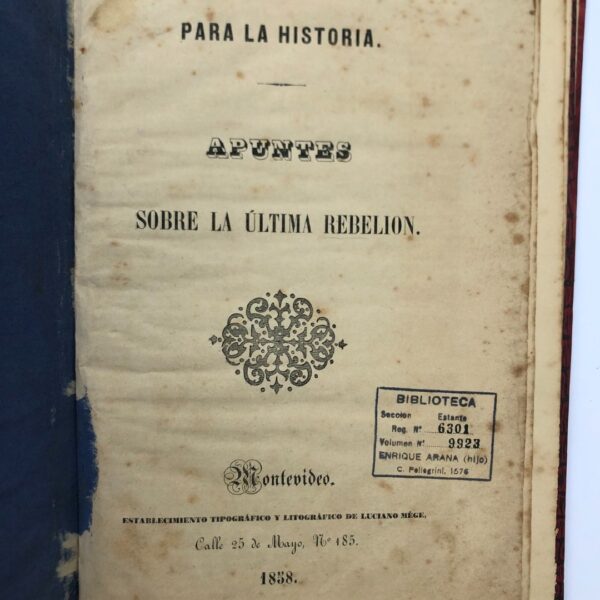 PARA LA HISTORIA.
APUNTES
SOBRE LA ÚLTIMA REBELION.
BIBLIOTECA
Seccion Estante
Reg. Nº 6301
Volumen Nº 9923
ENRIQUE ARANA (hijo)
C. Pellegrini. 1576
Montevideo.
ESTABLECIMIENTO TIPOGRÁFICO Y LITOGRÁFICO DE LUCIANO MÉGE,
Calle 25 de Mayo, Nº 185.
1858.